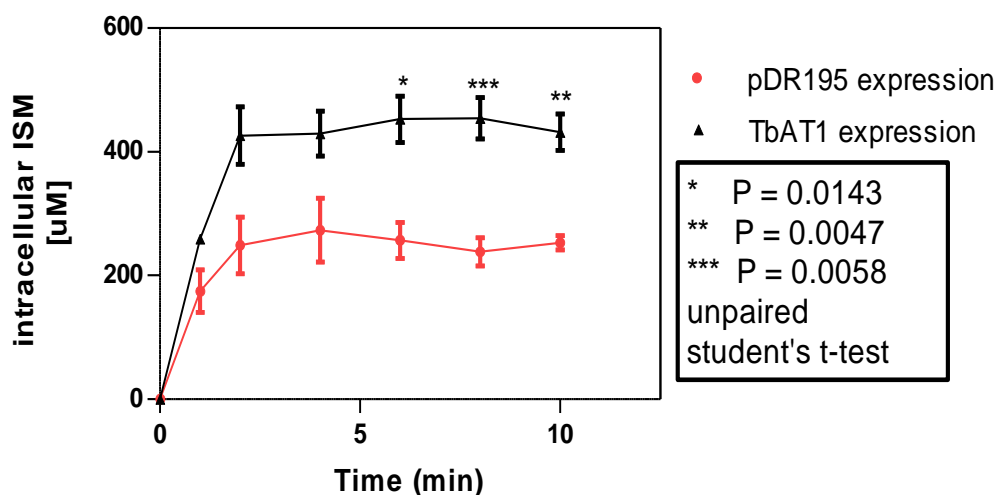 600
400
200
0
intracellular ISM
[uM]
* *** **
0 5 10
Time (min)
pDR195 expression
TbAT1 expression
* P = 0.0143
** P = 0.0047
*** P = 0.0058
unpaired
student's t-test